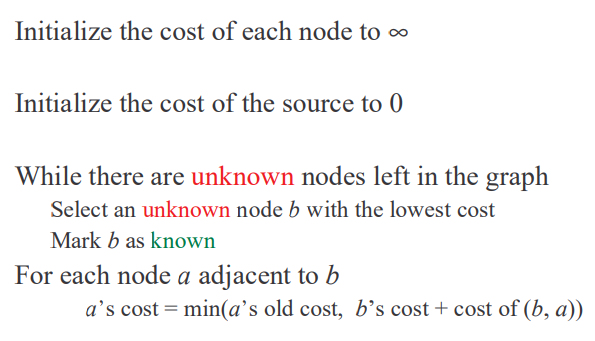 Initialize the cost of each node to ∞
Initialize the cost of the source to 0
While there are unknown nodes left in the graph
Select an unknown node b with the lowest cost
Mark b as known
For each node a adjacent to b
a’s cost = min(a’s old cost, b’s cost + cost of (b, a))